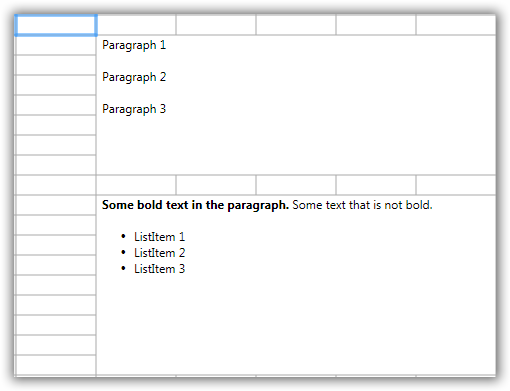 Paragraph 1
Paragraph 2
Paragraph 3
Some bold text in the paragraph. Some text that is not bold.
• ListItem 1
• ListItem 2
• ListItem 3